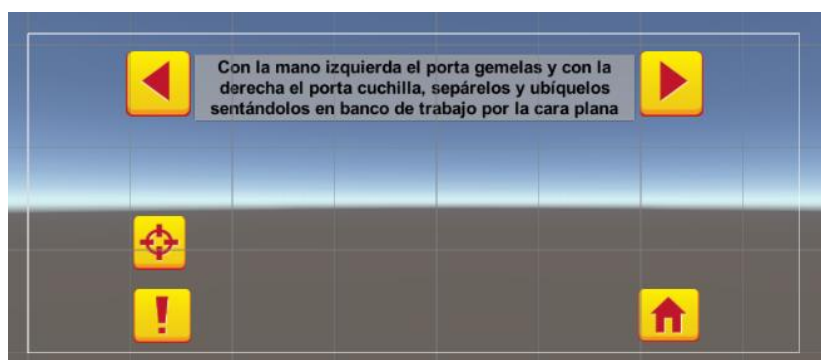 Con la mano izquierda el porta gemelas y con la
derecha el porta cuchilla, sepárelos y ubíquelos
sentándolos en banco de trabajo por la cara plana